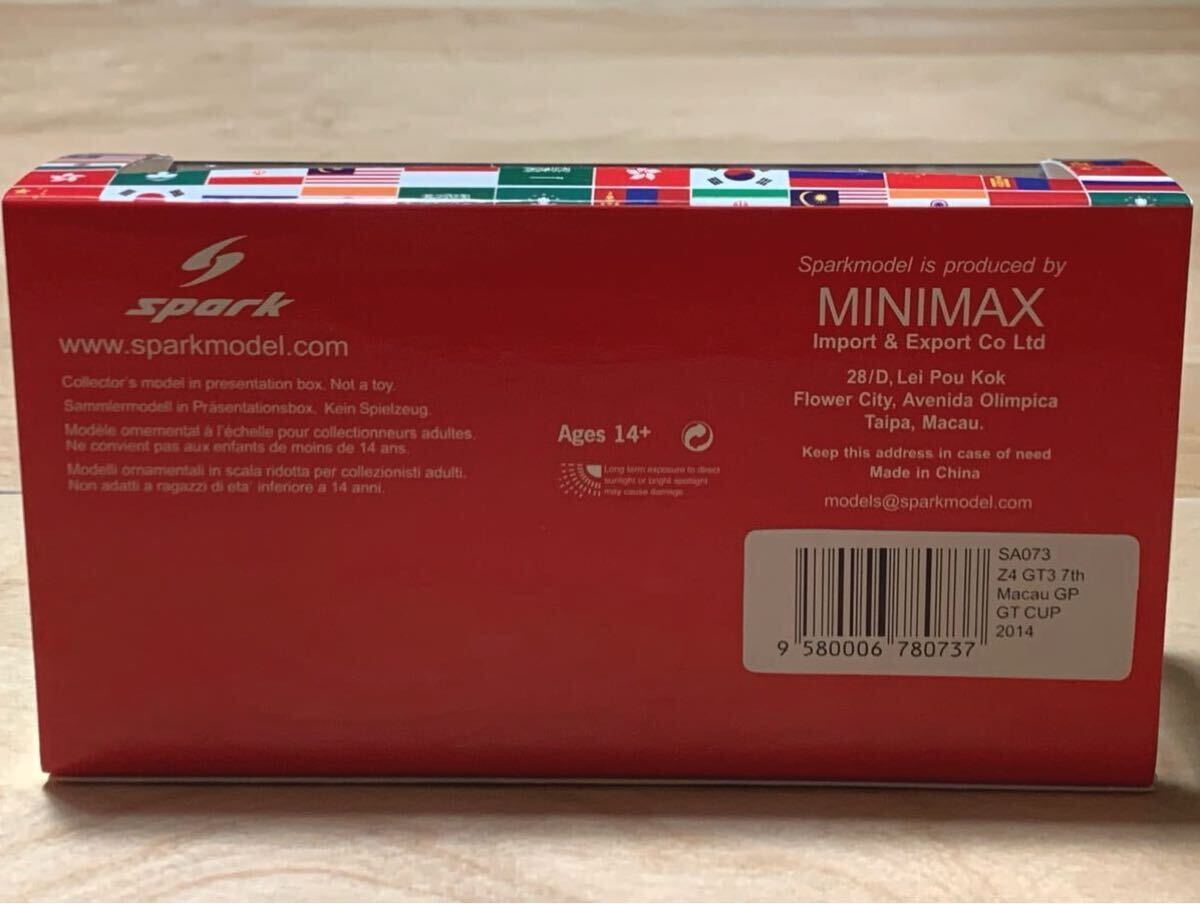 spark
www.sparkmodel.com
Collector's model in presentation box. Not a toy.
Sammlermodell in Präsentationsbox. Kein Spielzeug.
Modèle ornemental à l'échelle pour collectionneurs adultes.
Ne convient pas aux enfants de moins de 14 ans.
Modelli ornamentali in scala ridotta per collezionisti adulti.
Non adatti a ragazzi di eta' inferiore a 14 anni.
Ages 14+
Long term exposure to direct
sunlight or bright spotlight
may cause damage
Sparkmodel is produced by
MINIMAX
Import & Export Co Ltd
28/D, Lei Pou Kok
Flower City, Avenida Olimpica
Taipa, Macau.
Keep this address in case of need
Made in China
models@sparkmodel.com
SA073
Z4 GT3 7th
Macau GP
GT CUP
2014
9 580006 780737